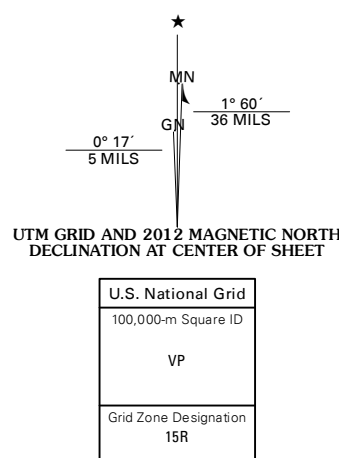 MN
1° 60´
36 MILS
GN
0° 17´
5 MILS
UTM GRID AND 2012 MAGNETIC NORTH
DECLINATION AT CENTER OF SHEET
U.S. National Grid
100,000-m Square ID
VP
Grid Zone Designation
15R